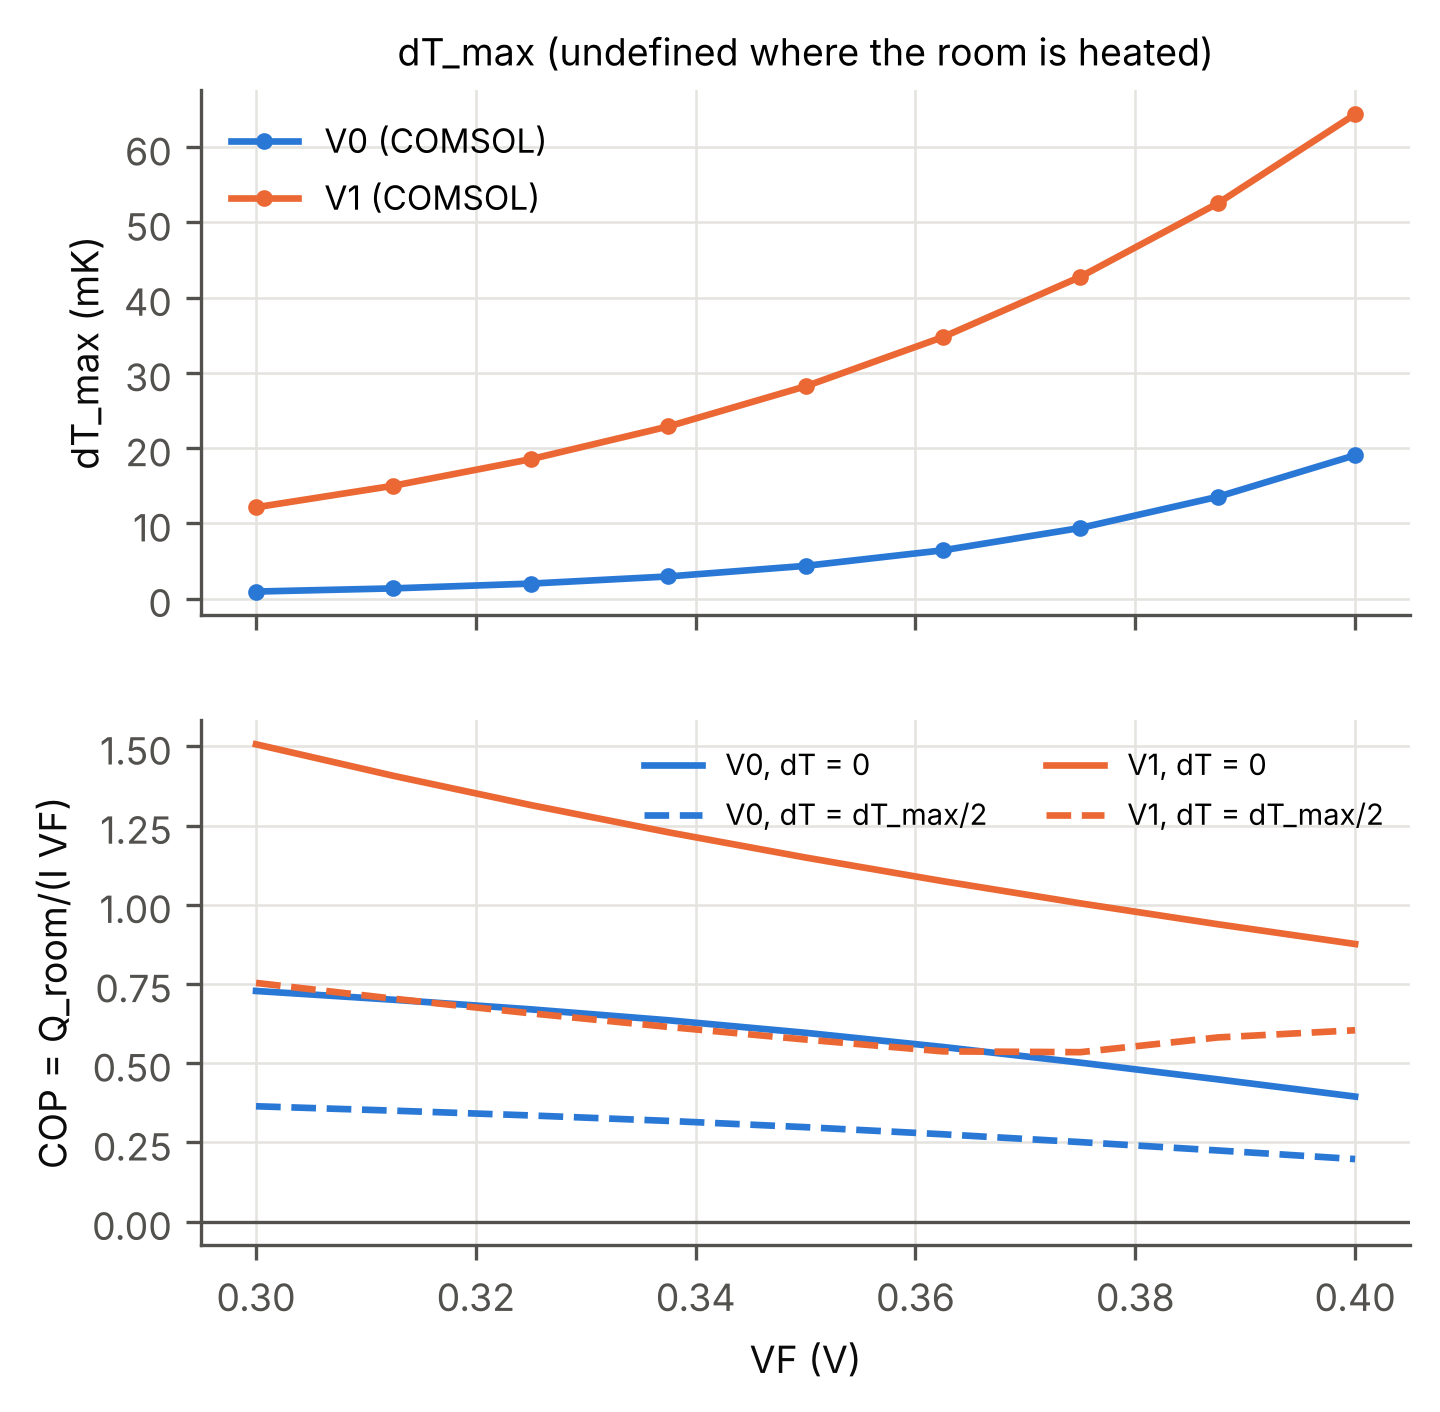 dT_max (undefined where the room is heated)
V0 (COMSOL)
V1 (COMSOL)
dT_max (mK)
60
50
40
30
20
10
0
V0, dT = 0
V1, dT = 0
V0, dT = dT_max/2
V1, dT = dT_max/2
COP = Q_room/(I VF)
1.50
1.25
1.00
0.75
0.50
0.25
0.00
0.30
0.32
0.34
0.36
0.38
0.40
VF (V)